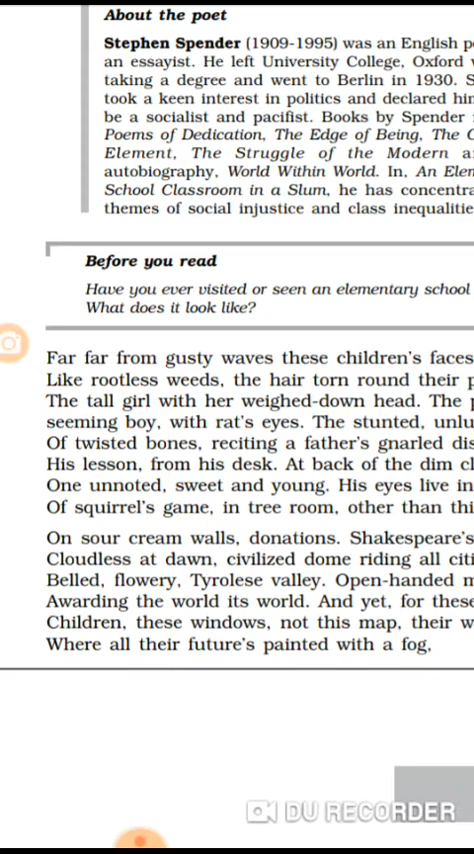 About the poet
Stephen Spender (1909-1995) was an English
an essayist. He left University College, Oxford
taking a degree and went to Berlin in 1930.
took a keen interest in politics and declared
be a socialist and pacifist. Books by Spender
Poems of Dedication, The Edge of Being, The
Element, The Struggle of the Modern
autobiography, World Within World. In, An
School Classroom in a Slum, he has
themes of social injustice and class
Before you read
Have you ever visited or seen an elementary school
What does it look like?
Far far from gusty waves these children's faces
Like rootless weeds, the hair torn round their
The tall girl with her weighed-down head. The
seeming boy, with rat's eyes. The stunted,
Of twisted bones, reciting a father's gnarled
His lesson, from his desk. At back of the dim
One unnoted, sweet and young. His eyes live in
Of squirrel's game, in tree room, other than
On sour cream walls, donations. Shakespeare's
Cloudless at dawn, civilized dome riding all
Belled, flowery, Tyrolese valley. Open-handed
Awarding the world its world. And yet, for these
Children, these windows, not this map, their
Where all their future's painted with a fog,
DU RECORDER